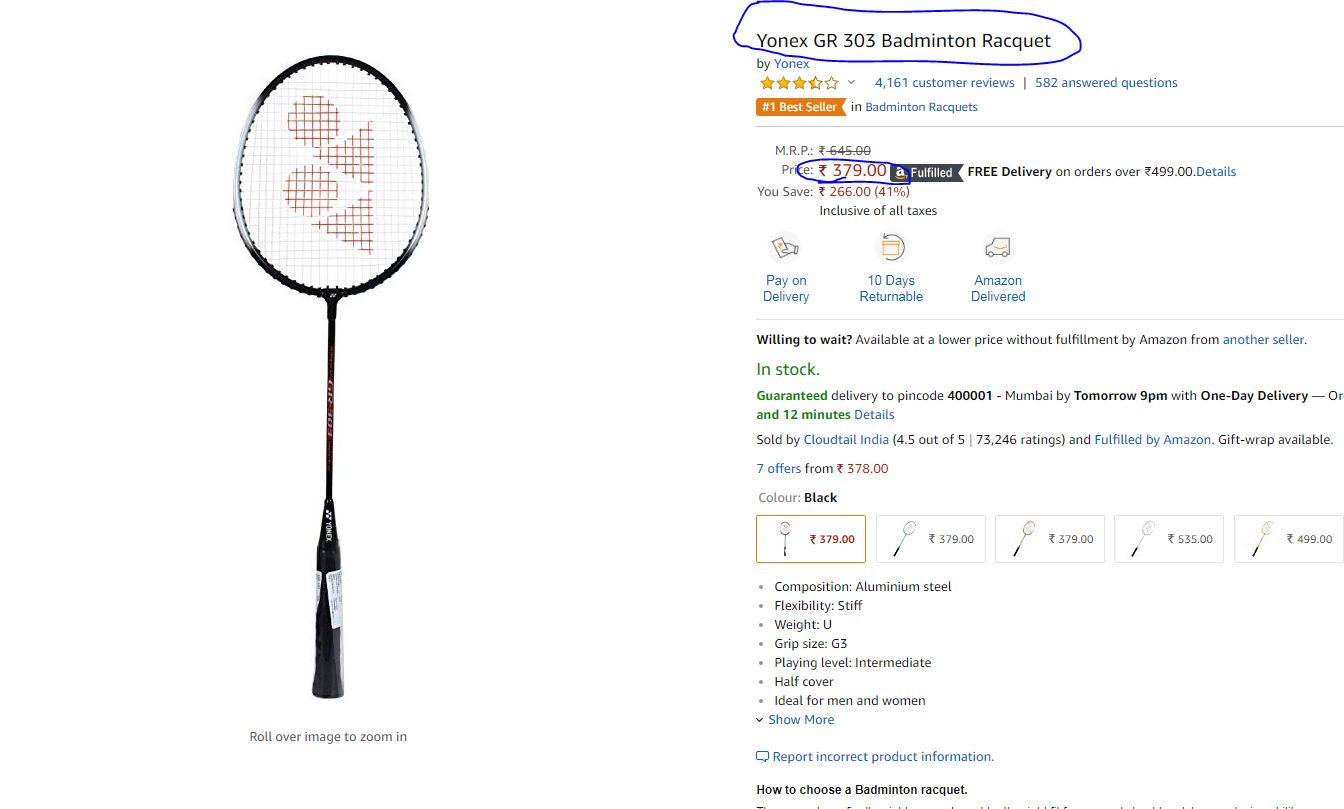 Yonex GR 303 Badminton Racquet
by Yonex
4,161 customer reviews | 582 answered questions
#1 Best Seller in Badminton Racquets
M.R.P.: ₹ 645.00
Price: ₹ 379.00 a Fulfilled FREE Delivery on orders over ₹499.00.Details
You Save: ₹ 266.00 (41%)
Inclusive of all taxes
Pay on Delivery
10 Days Returnable
Amazon Delivered
Willing to wait? Available at a lower price without fulfillment by Amazon from another seller.
In stock.
Guaranteed delivery to pincode 400001 - Mumbai by Tomorrow 9pm with One-Day Delivery — Or
and 12 minutes Details
Sold by Cloudtail India (4.5 out of 5 | 73,246 ratings) and Fulfilled by Amazon. Gift-wrap available.
7 offers from ₹ 378.00
Colour: Black
₹ 379.00 ₹ 379.00 ₹ 379.00 ₹ 535.00 ₹ 499.00
Composition: Aluminium steel
Flexibility: Stiff
Weight: U
Grip size: G3
Playing level: Intermediate
Half cover
Ideal for men and women
Show More
Report incorrect product information.
How to choose a Badminton racquet.
GR 303
YONEX
Roll over image to zoom in